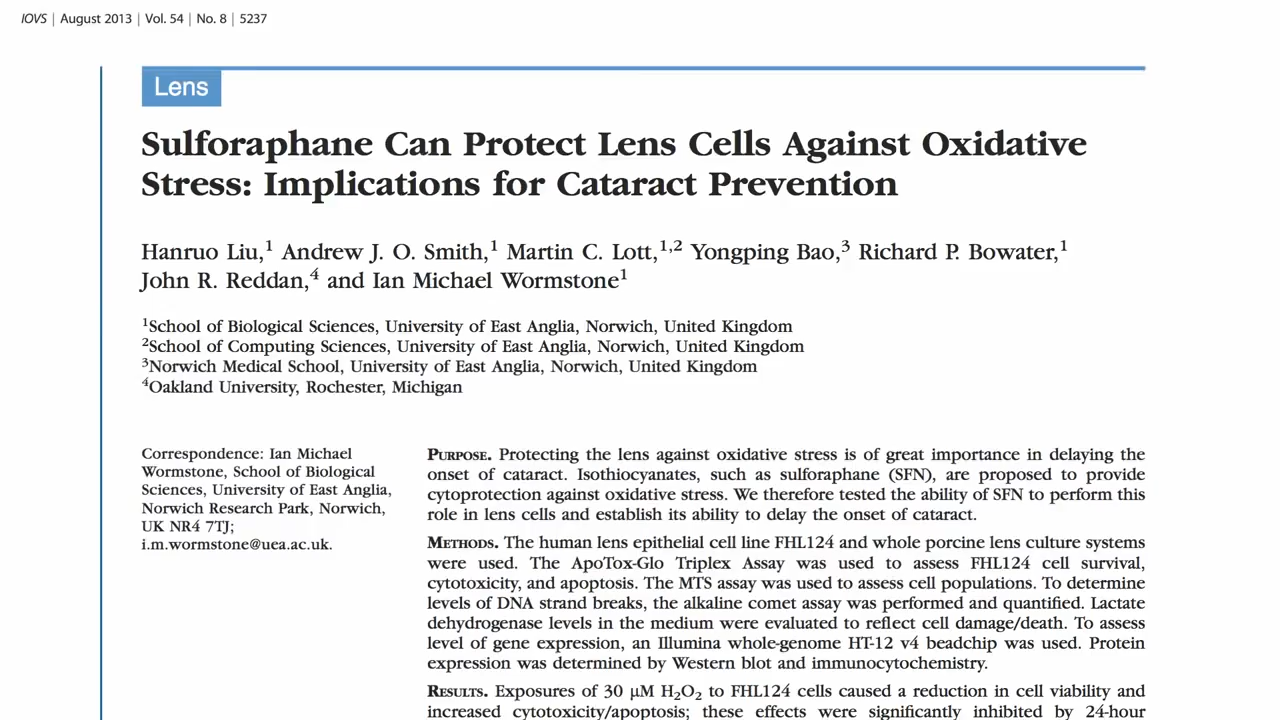 IOVS | August 2013 | Vol. 54 | No. 8 | 5237
Lens
Sulforaphane Can Protect Lens Cells Against Oxidative
Stress: Implications for Cataract Prevention
Hanruo Liu,1 Andrew J. O. Smith,1 Martin C. Lott,1,2 Yongping Bao,3 Richard P. Bowater,1
John R. Reddan,4 and Ian Michael Wormstone1
1School of Biological Sciences, University of East Anglia, Norwich, United Kingdom
2School of Computing Sciences, University of East Anglia, Norwich, United Kingdom
3Norwich Medical School, University of East Anglia, Norwich, United Kingdom
4Oakland University, Rochester, Michigan
Correspondence: Ian Michael
Wormstone, School of Biological
Sciences, University of East Anglia,
Norwich Research Park, Norwich,
UK NR4 7TJ;
i.m.wormstone@uea.ac.uk.
PURPOSE. Protecting the lens against oxidative stress is of great importance in delaying the
onset of cataract. Isothiocyanates, such as sulforaphane (SFN), are proposed to provide
cytoprotection against oxidative stress. We therefore tested the ability of SFN to perform this
role in lens cells and establish its ability to delay the onset of cataract.
METHODS. The human lens epithelial cell line FHL124 and whole porcine lens culture systems
were used. The ApoTox-Glo Triplex Assay was used to assess FHL124 cell survival,
cytotoxicity, and apoptosis. The MTS assay was used to assess cell populations. To determine
levels of DNA strand breaks, the alkaline comet assay was performed and quantified. Lactate
dehydrogenase levels in the medium were evaluated to reflect cell damage/death. To assess
level of gene expression, an Illumina whole-genome HT-12 v4 beadchip was used. Protein
expression was determined by Western blot and immunocytochemistry.
RESULTS. Exposures of 30 μM H2O2 to FHL124 cells caused a reduction in cell viability and
increased cytotoxicity/apoptosis; these effects were significantly inhibited by 24-hour